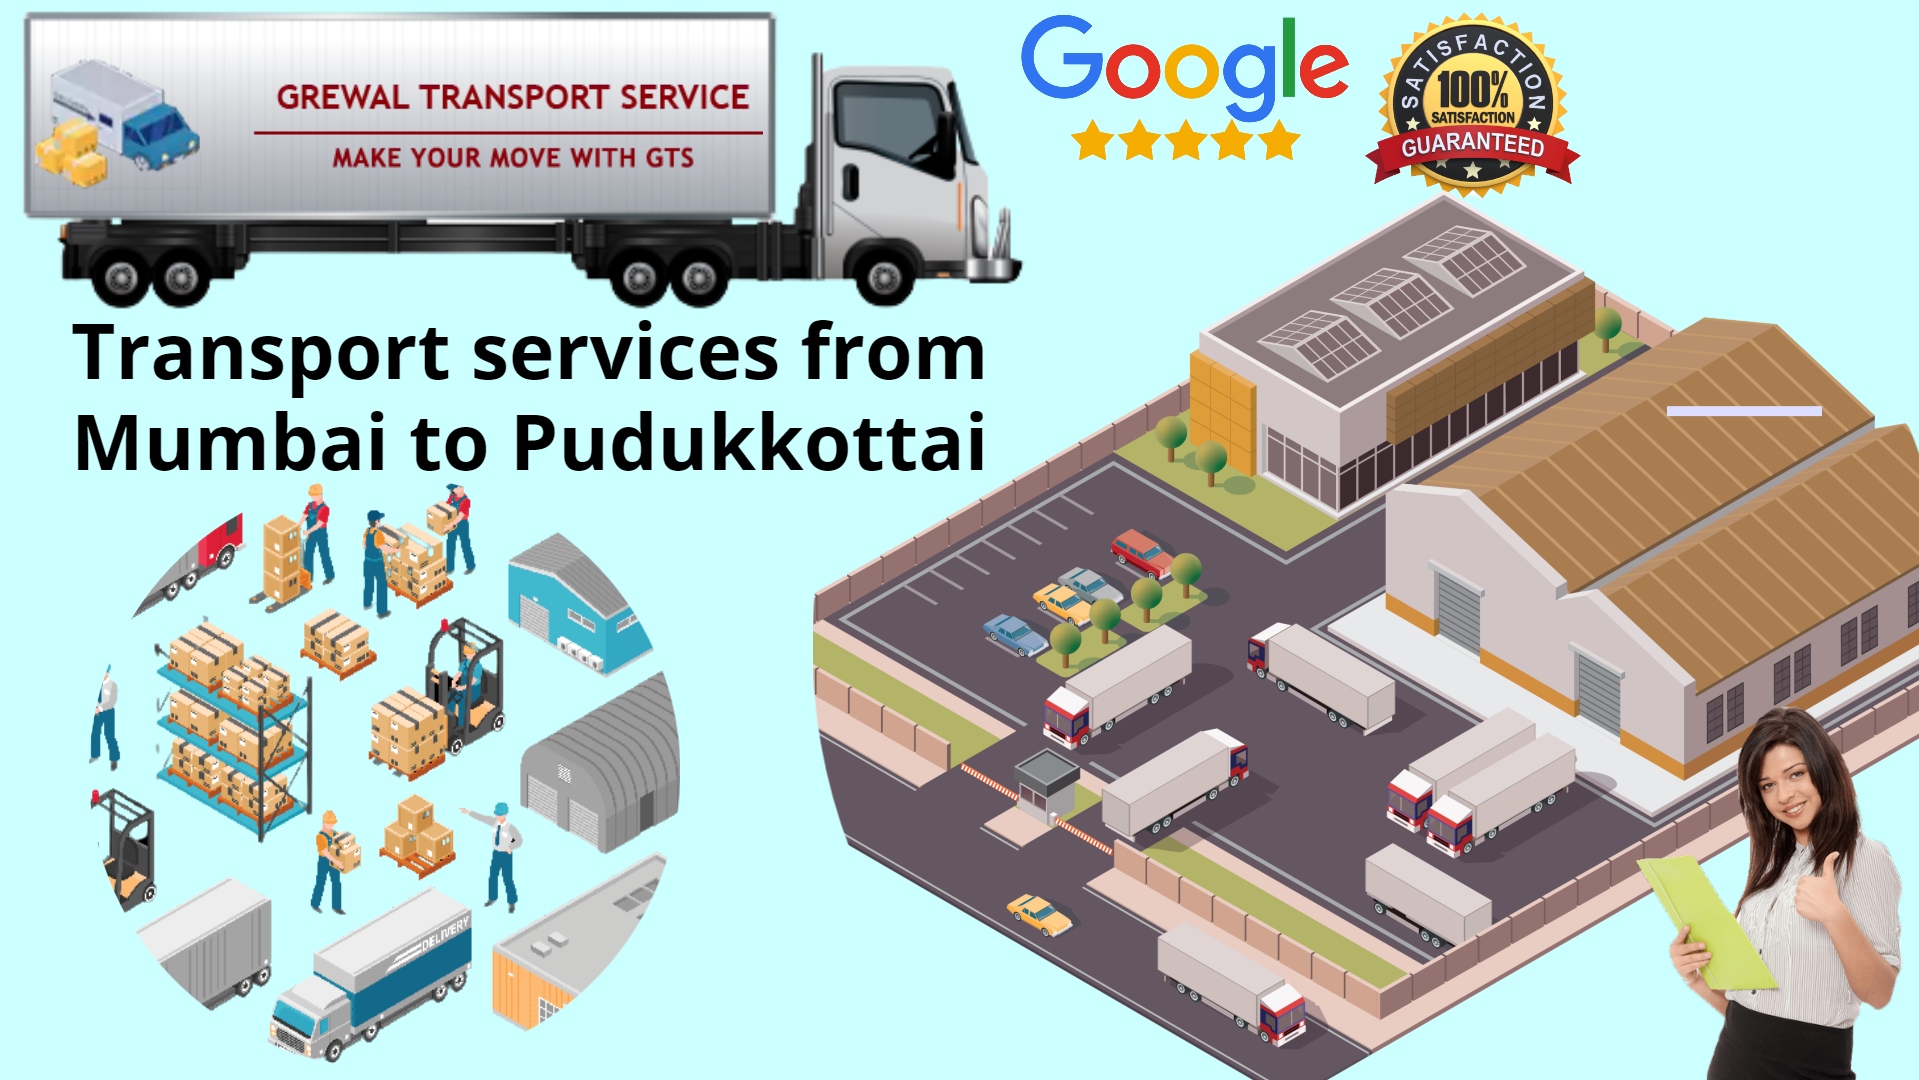 GREWAL TRANSPORT SERVICE
MAKE YOUR MOVE WITH GTS
Google
SATISFACTION
100%
SATISFACTION
GUARANTEED
Transport services from
Mumbai to Pudukkottai
DELIVERY